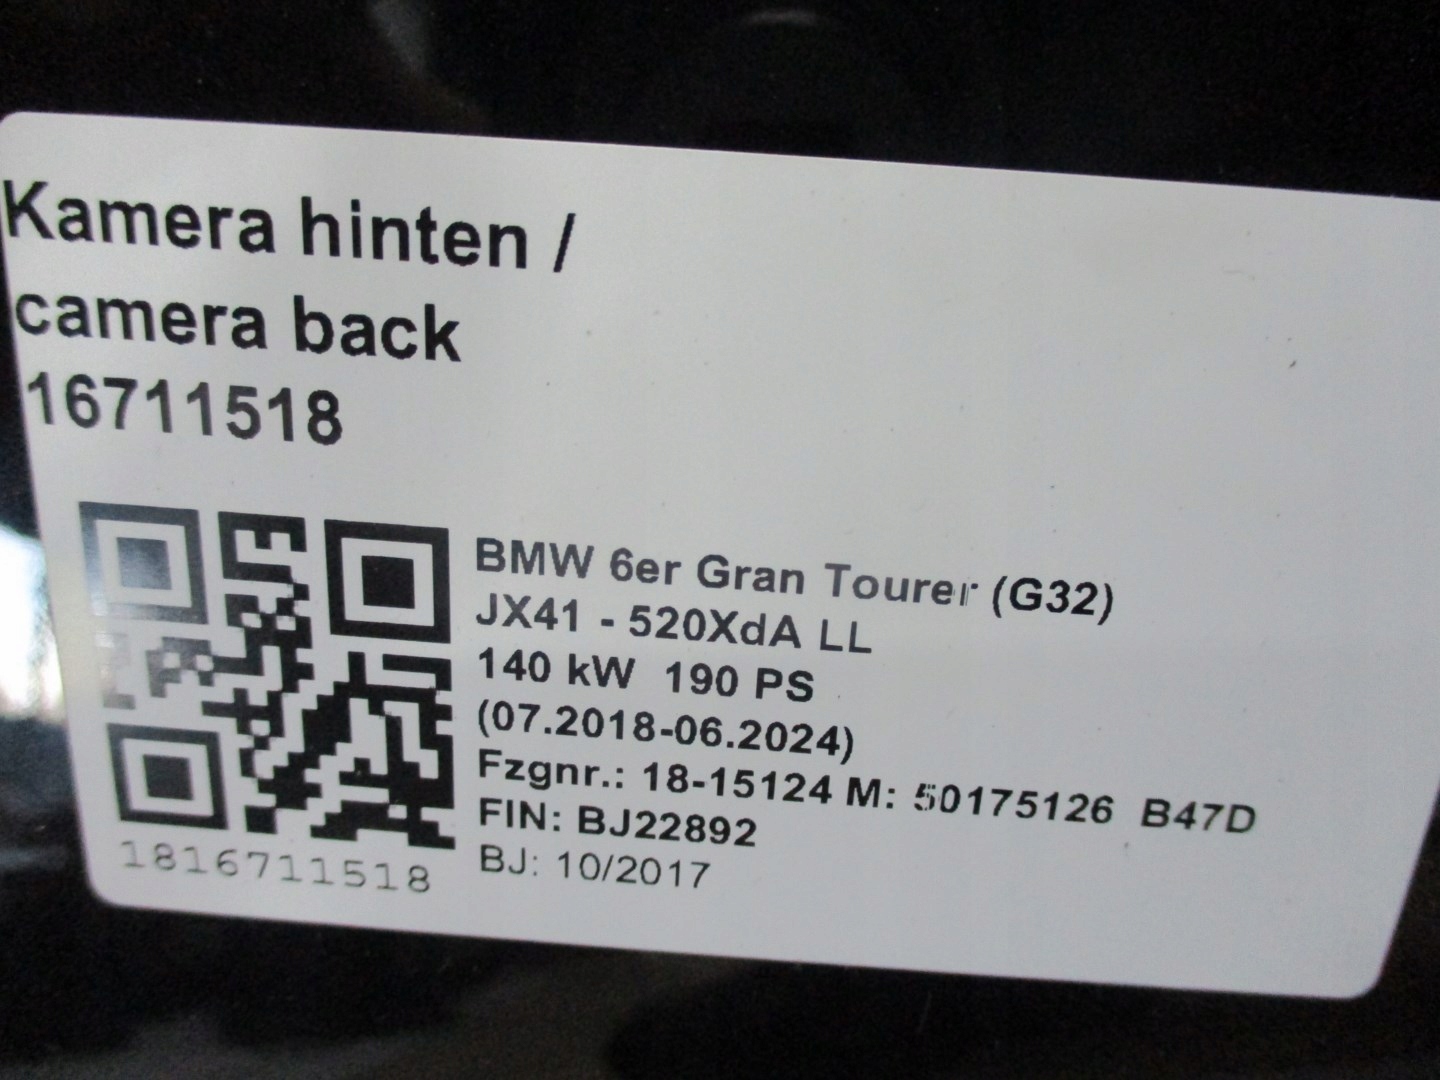 Kamera hinten /
camera back
16711518
BMW 6er Gran Tourer (G32)
JX41 - 520XdA LL
140 kW 190 PS
(07.2018-06.2024)
Fzgnr.: 18-15124 M: 50175126 B47D
FIN: BJ22892
BJ: 10/2017
1816711518